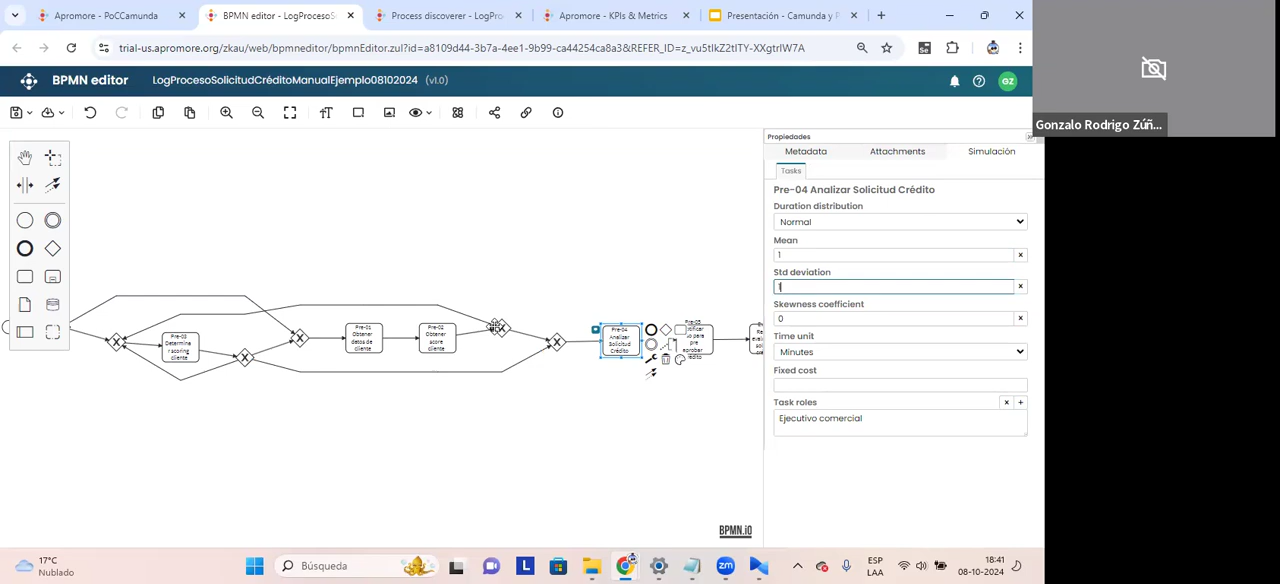 Apromore - PoCCamunda
BPMN editor - LogProcesoS
Process discoverer - LogPro
Apromore - KPIs & Metrics
Presentación - Camunda y P
trial-us.apromore.org/zkau/web/bpmneditor/bpmnEditor.zul?id=a8109d44-3b7a-4ee1-9b99-ca44254ca8a3&REFER_ID=z_vu5tIkZ2tITY-XXgtrIW7A
BPMN editor
LogProcesoSolicitudCréditoManualEjemplo08102024 (v1.0)
GZ
Gonzalo Rodrigo Zúñ...
Propiedades
Metadata
Attachments
Simulación
Tasks
Pre-04 Analizar Solicitud Crédito
Duration distribution
Normal
Mean
1
Std deviation
1
Skewness coefficient
0
Time unit
Minutes
Fixed cost
Task roles
Ejecutivo comercial
Pre-03
Determina
r scoring
cliente
Pre-01
Obtener
datos de
cliente
Pre-02
Obtener
score
cliente
Pre-04
Analizar
Solicitud
Crédito
BPMN.iO
17°C
Nublado
Búsqueda
ESP
LAA
18:41
08-10-2024